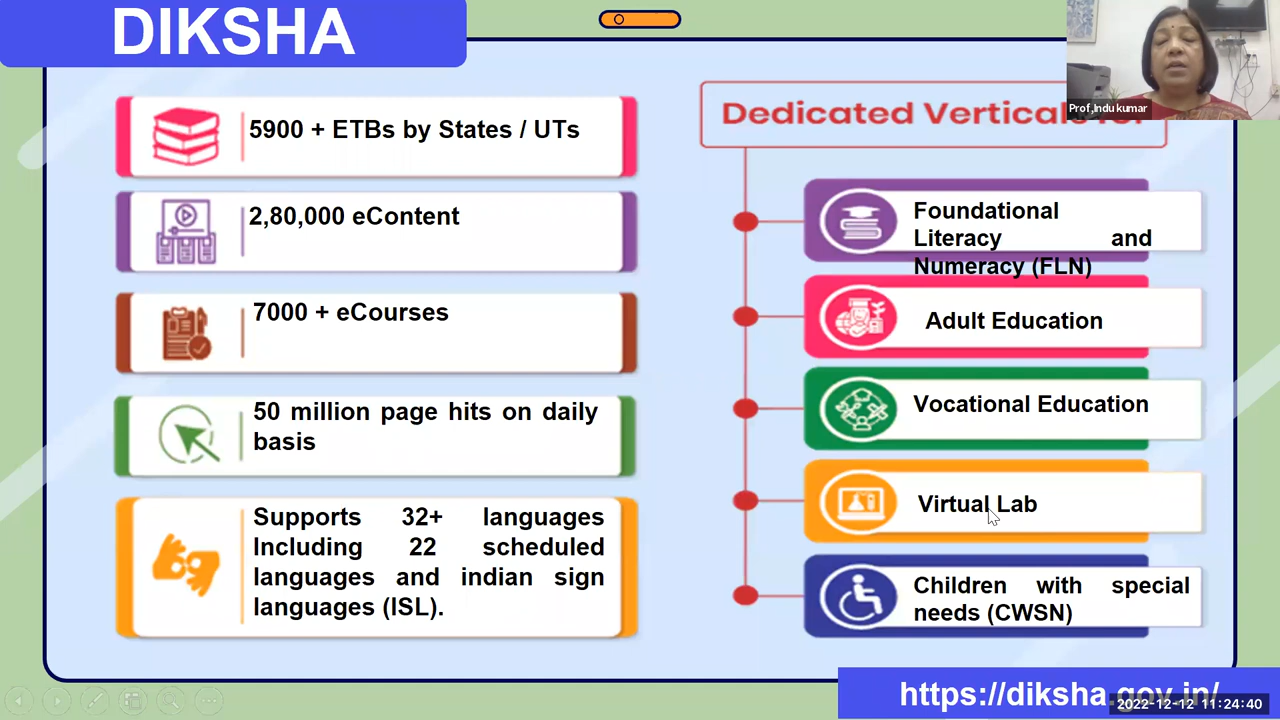 DIKSHA
5900 + ETBs by States / UTs
2,80,000 eContent
7000 + eCourses
50 million page hits on daily
basis
Supports 32+ languages
Including 22 scheduled
languages and indian sign
languages (ISL).
Dedicated Verticals for
Foundational
Literacy and
Numeracy (FLN)
Adult Education
Vocational Education
Virtual Lab
Children with special
needs (CWSN)
Prof,Indu kumar
https://diksha.gov.in/
2022-12-12 11:24:40